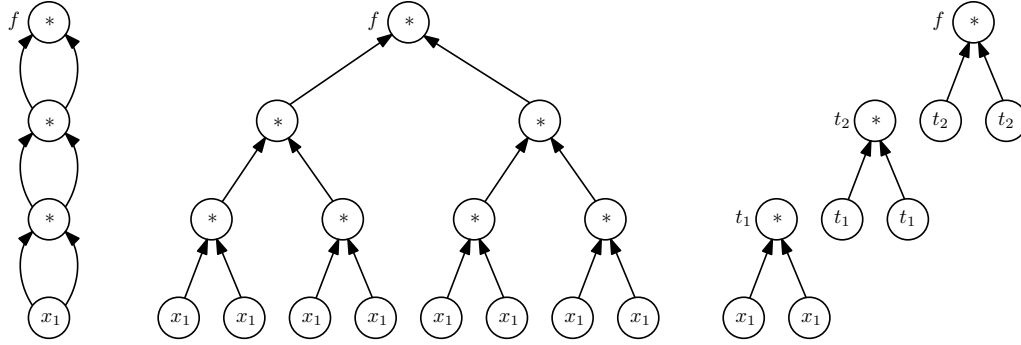 f * f * f *
* * * t₂ * t₂ t₂
* * * * * t₁ * t₁ t₁
x₁ x₁ x₁ x₁ x₁ x₁ x₁ x₁ x₁ x₁ x₁